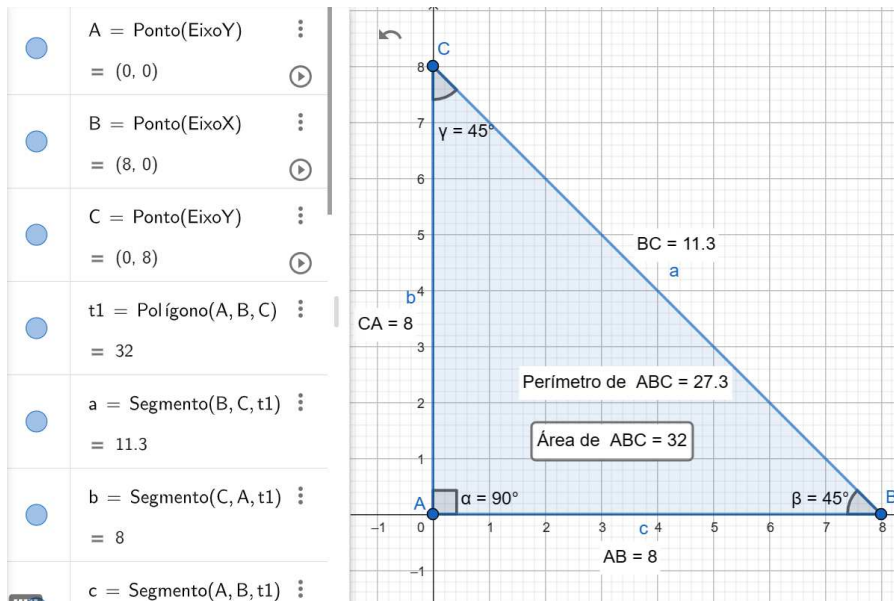 A = Ponto(EixoY)
= (0, 0)
B = Ponto(EixoX)
= (8, 0)
C = Ponto(EixoY)
= (0, 8)
t1 = Polígono(A, B, C)
= 32
a = Segmento(B, C, t1)
= 11.3
b = Segmento(C, A, t1)
= 8
c = Segmento(A, B, t1)
C
8
γ = 45°
7
6
5
BC = 11.3
a
b
4
CA = 8
3
Perímetro de ABC = 27.3
2
Área de ABC = 32
1
A
α = 90°
β = 45°
B
−1 0 1 2 3 4 5 6 7 8
c
AB = 8
−1